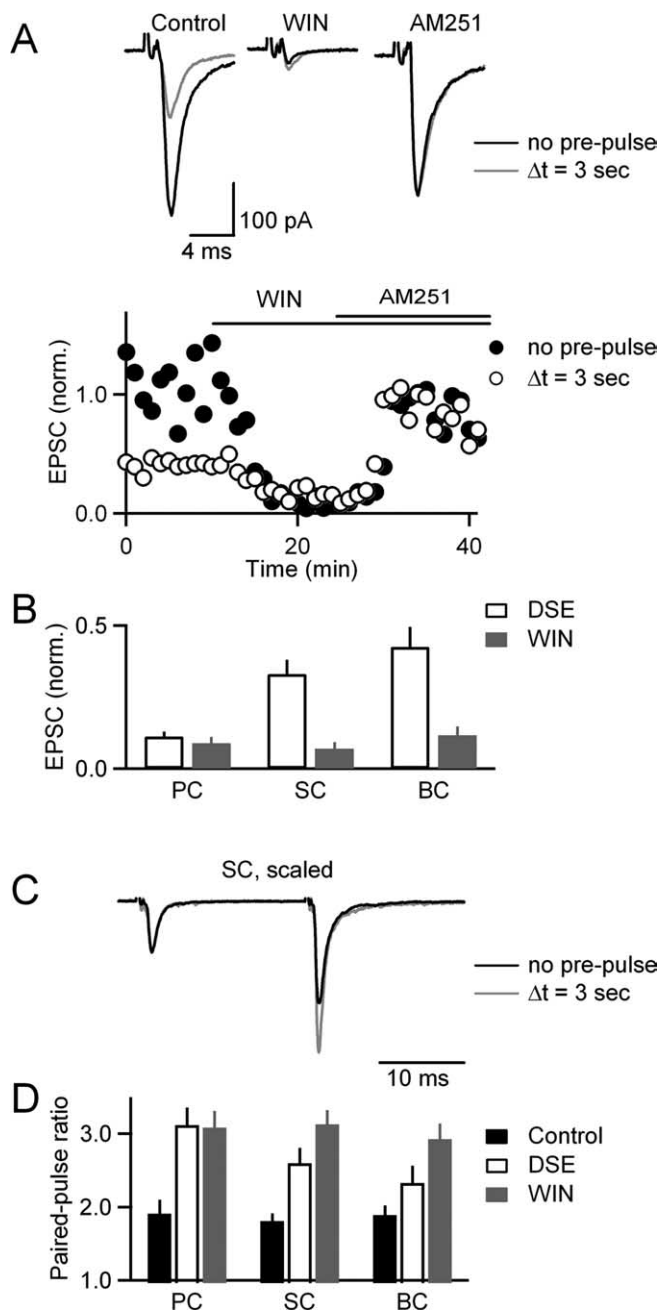 A
Control WIN AM251
no pre-pulse
Δt = 3 sec
100 pA
4 ms
WIN AM251
no pre-pulse
Δt = 3 sec
EPSC (norm.)
1.0
0.0
0 20 40
Time (min)
B
EPSC (norm.)
0.5
0.0
DSE
WIN
PC SC BC
C
SC, scaled
no pre-pulse
Δt = 3 sec
10 ms
D
Paired-pulse ratio
3.0
2.0
1.0
Control
DSE
WIN
PC SC BC